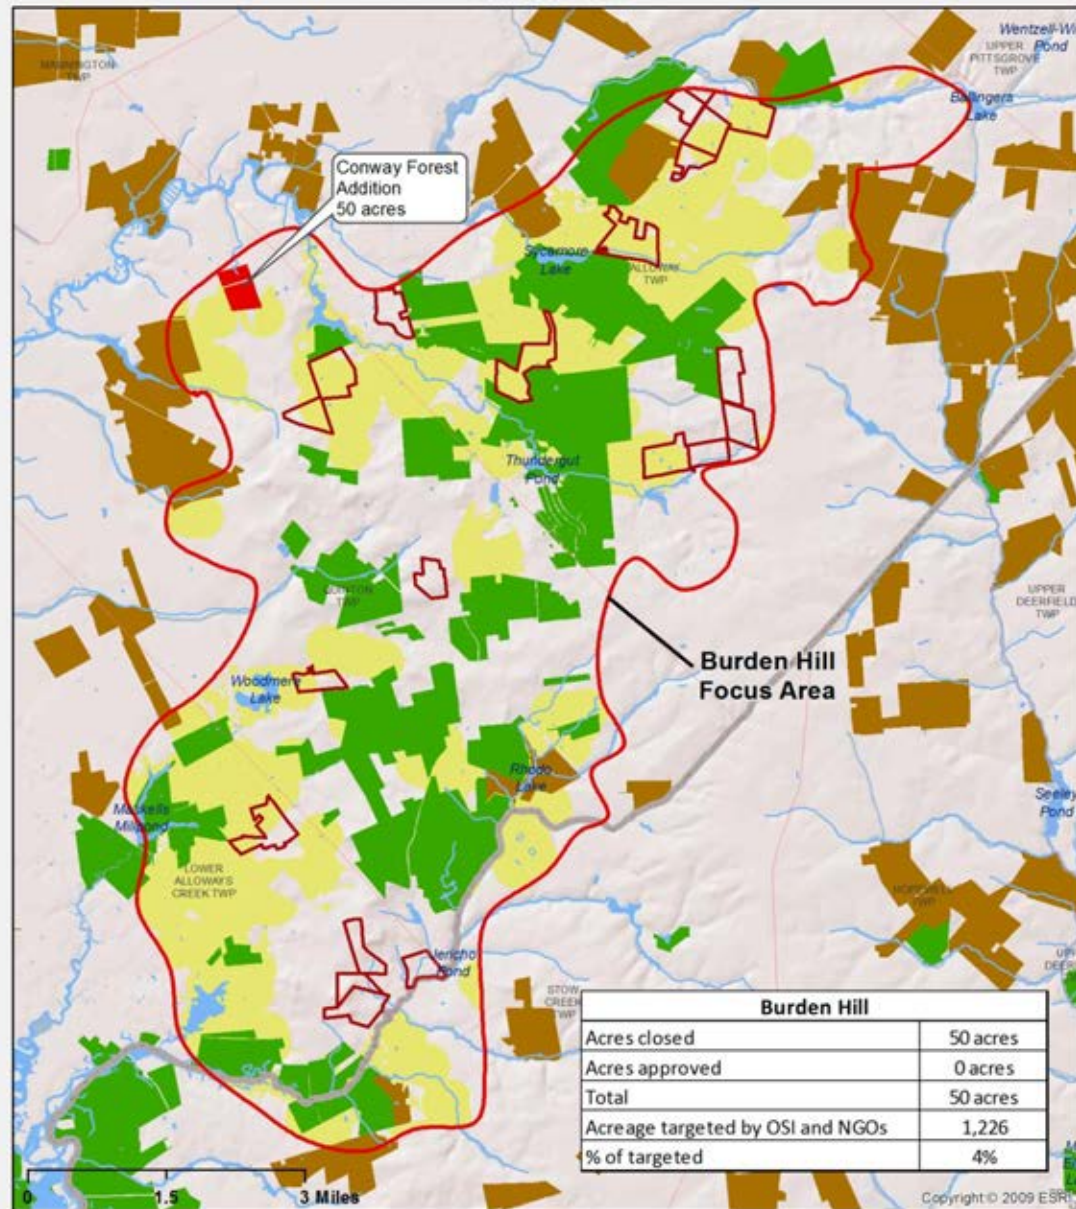 Wentzell-Wi
Pond
UPPER
PITTSGROVE
TWP
MANNINGTON
TWP
Ballingers
Lake
Conway Forest
Addition
50 acres
Sycamore
Lake
ALLOWAY
TWP
Thundergut
Pond
QUINTON
TWP
UPPER
DEERFIELD
TWP
Burden Hill
Focus Area
Woodmere
Lake
Rhodo
Lake
Maskells
Millpond
Seeley
Pond
LOWER
ALLOWAYS
CREEK TWP
HOPEWELL
TWP
Jericho
Pond
UPP
DEER
STOW
CREEK
TWP
Burden Hill
Acres closed 50 acres
Acres approved 0 acres
Total 50 acres
Acreage targeted by OSI and NGOs 1,226
% of targeted 4%
0 1.5 3 Miles
Copyright © 2009 ESRI